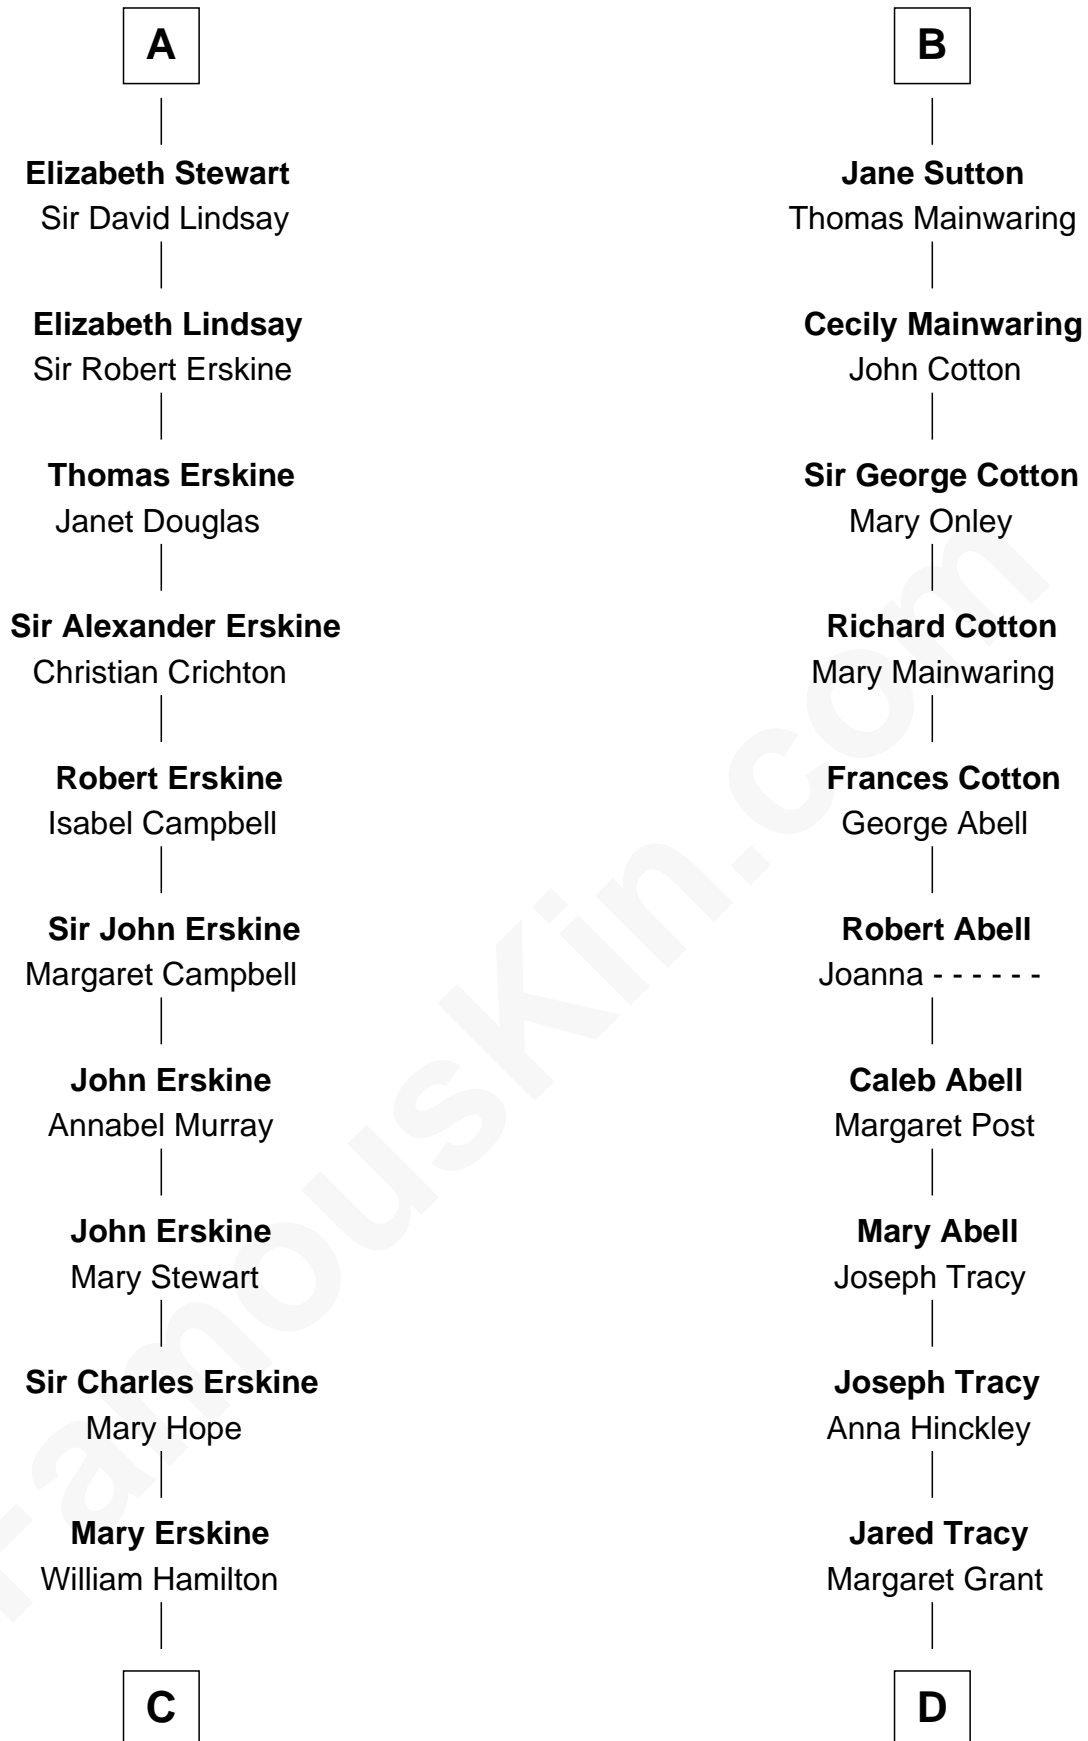 A
Elizabeth Stewart
Sir David Lindsay
Elizabeth Lindsay
Sir Robert Erskine
Thomas Erskine
Janet Douglas
Sir Alexander Erskine
Christian Crichton
Robert Erskine
Isabel Campbell
Sir John Erskine
Margaret Campbell
John Erskine
Annabel Murray
John Erskine
Mary Stewart
Sir Charles Erskine
Mary Hope
Mary Erskine
William Hamilton
C
B
Jane Sutton
Thomas Mainwaring
Cecily Mainwaring
John Cotton
Sir George Cotton
Mary Onley
Richard Cotton
Mary Mainwaring
Frances Cotton
George Abell
Robert Abell
Joanna - - - - - -
Caleb Abell
Margaret Post
Mary Abell
Joseph Tracy
Joseph Tracy
Anna Hinckley
Jared Tracy
Margaret Grant
D
FamousKin.com